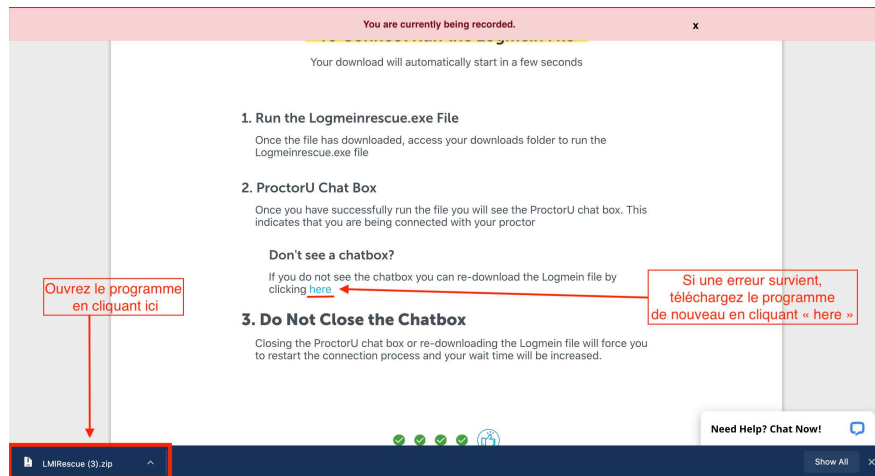 You are currently being recorded.
x
To Connect Run the Logmein File
Your download will automatically start in a few seconds
1. Run the Logmeinrescue.exe File
Once the file has downloaded, access your downloads folder to run the
Logmeinrescue.exe file
2. ProctorU Chat Box
Once you have successfully run the file you will see the ProctorU chat box. This
indicates that you are being connected with your proctor
Don't see a chatbox?
If you do not see the chatbox you can re-download the Logmein file by
clicking here
Ouvrez le programme
en cliquant ici
Si une erreur survient,
téléchargez le programme
de nouveau en cliquant « here »
3. Do Not Close the Chatbox
Closing the ProctorU chat box or re-downloading the Logmein file will force you
to restart the connection process and your wait time will be increased.
Need Help? Chat Now!
LMIRescue (3).zip
Show All